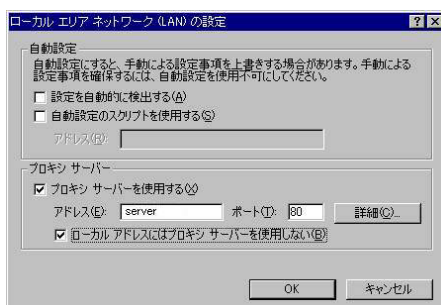 ローカル エリア ネットワーク (LAN) の設定
自動設定
自動設定にすると、手動による設定事項を上書きする場合があります。手動による
設定事項を確保するには、自動設定を使用不可にしてください。
設定を自動的に検出する(A)
自動設定のスクリプトを使用する(S)
アドレス(R):
プロキシ サーバー
プロキシ サーバーを使用する(X)
アドレス(E): server ポート(T): 80 詳細(C)...
ローカル アドレスにはプロキシ サーバーを使用しない(B)
OK キャンセル